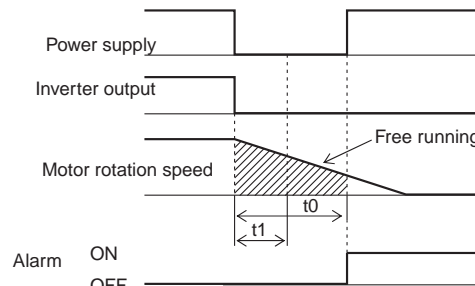 Power supply
Inverter output
Free running
Motor rotation speed
t0
t1
Alarm ON
OFF